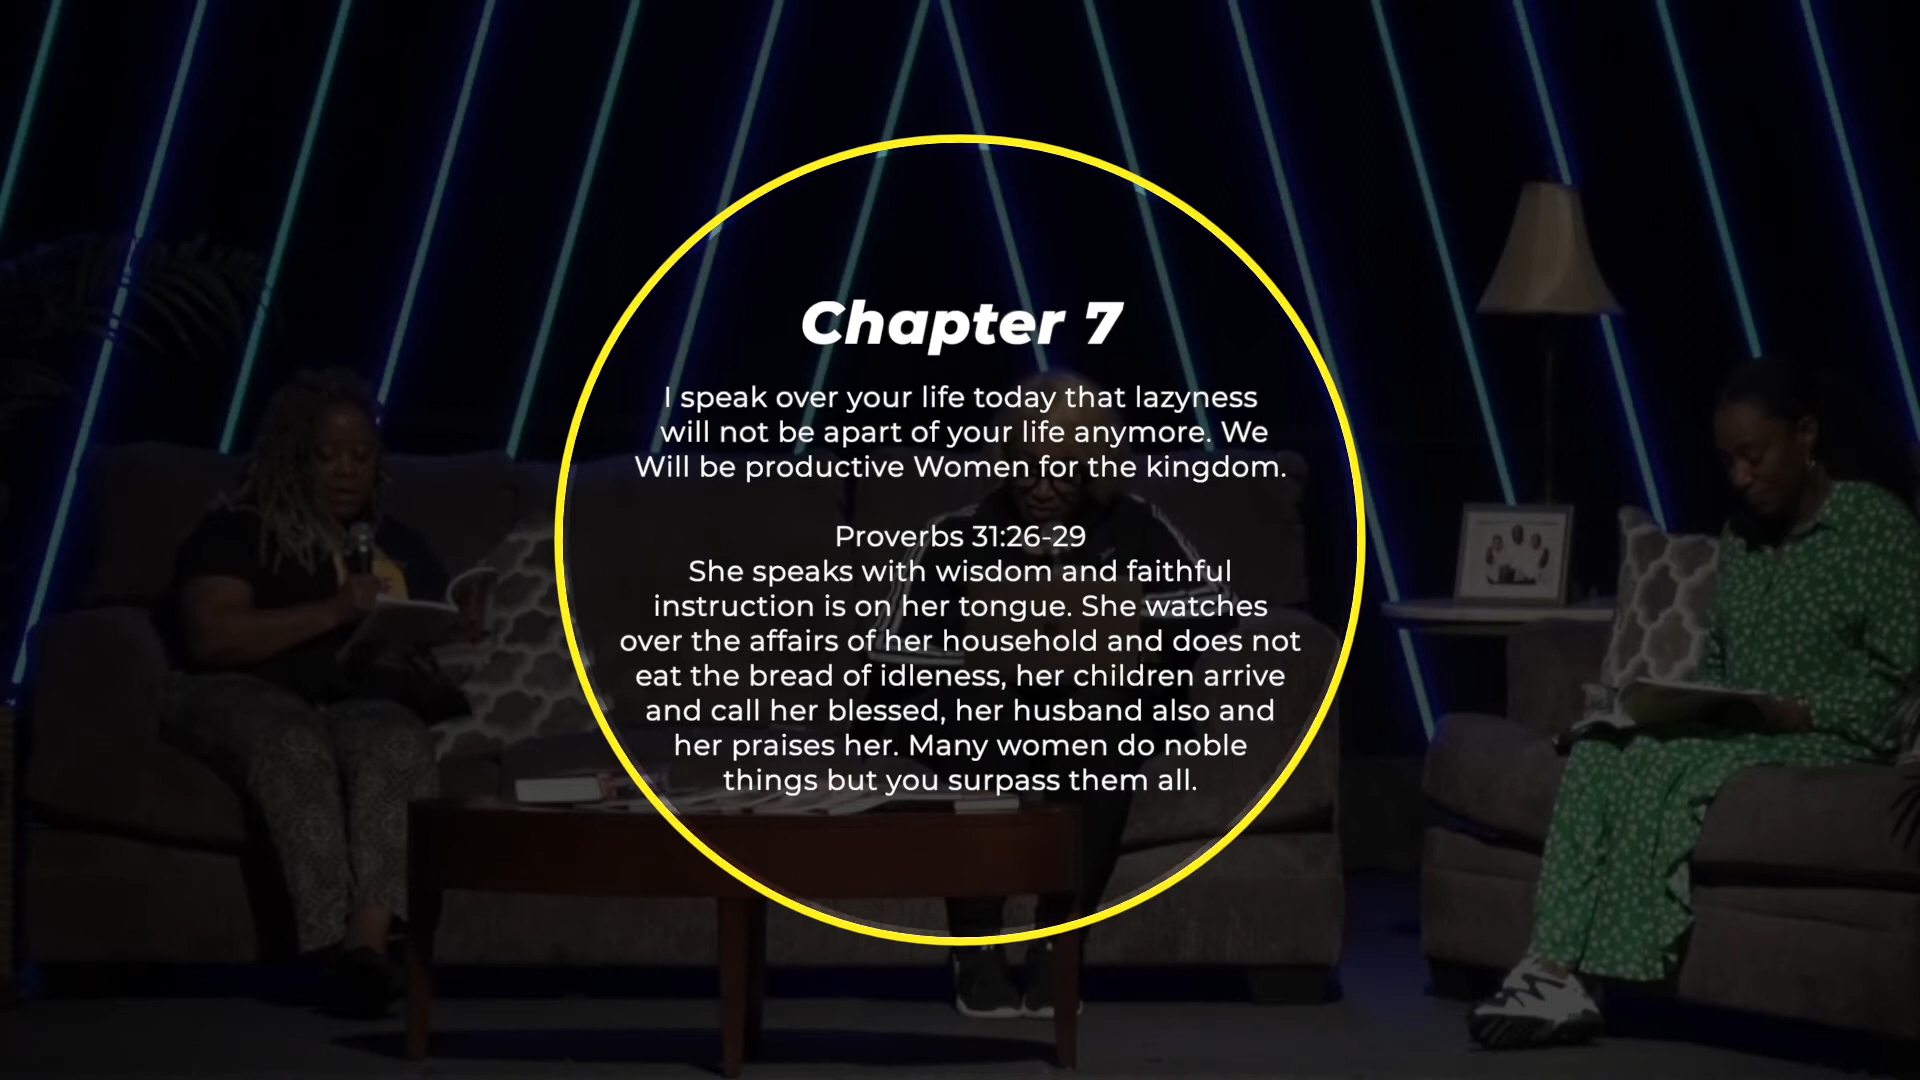 Chapter 7
I speak over your life today that lazyness
will not be apart of your life anymore. We
Will be productive Women for the kingdom.
Proverbs 31:26-29
She speaks with wisdom and faithful
instruction is on her tongue. She watches
over the affairs of her household and does not
eat the bread of idleness, her children arrive
and call her blessed, her husband also and
her praises her. Many women do noble
things but you surpass them all.